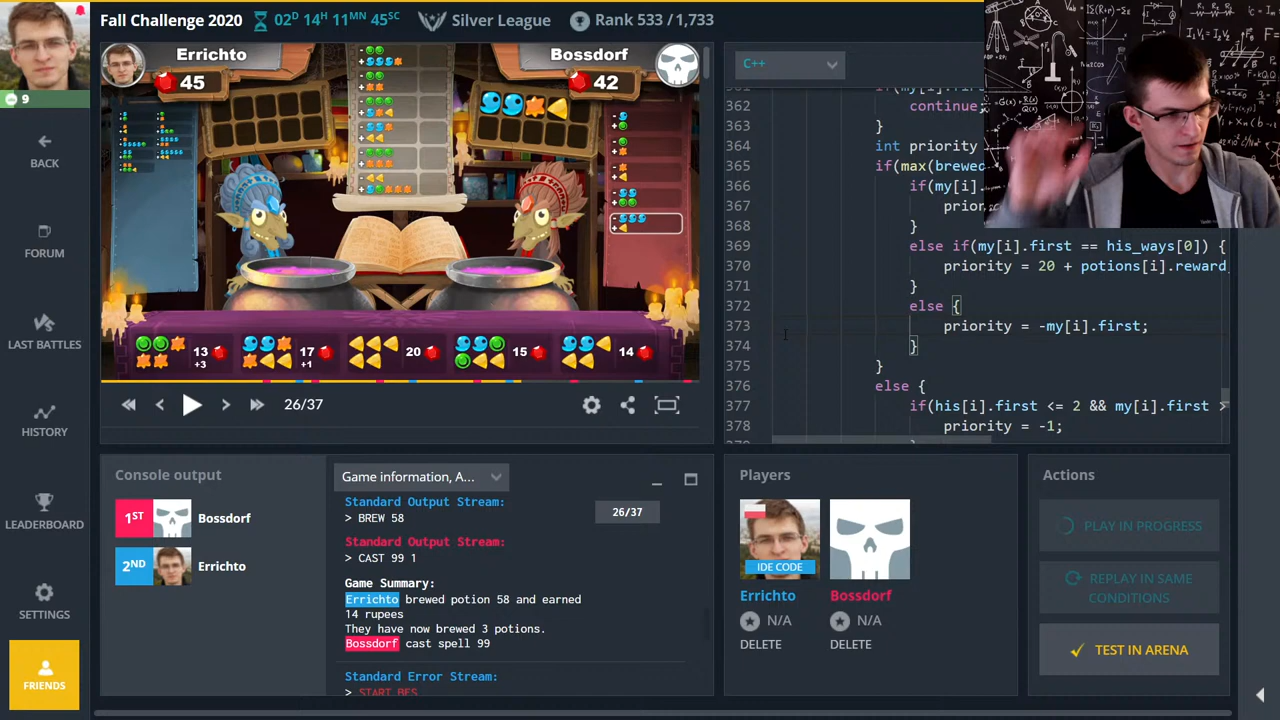 Fall Challenge 2020
02D 14H 11MN 45SC
Silver League
Rank 533 / 1,733
9
BACK
FORUM
LAST BATTLES
HISTORY
LEADERBOARD
SETTINGS
FRIENDS
Errichto
45
Bossdorf
42
13
+3
17
+1
20
15
14
26/37
C++
362 continue
363 }
364 int priority
365 if(max(brewed
366 if(my[i].
367 prior
368 }
369 else if(my[i].first == his_ways[0]) {
370 priority = 20 + potions[i].reward
371 }
372 else {
373 priority = -my[i].first;
374 }
375 }
376 else {
377 if(his[i].first <= 2 && my[i].first >
378 priority = -1;
Console output
1ST Bossdorf
2ND Errichto
Game information, A...
Standard Output Stream:
> BREW 58
26/37
Standard Output Stream:
> CAST 99 1
Game Summary:
Errichto brewed potion 58 and earned
14 rupees
They have now brewed 3 potions.
Bossdorf cast spell 99
Standard Error Stream:
> START BES
Players
IDE CODE
Errichto
N/A
DELETE
Bossdorf
N/A
DELETE
Actions
PLAY IN PROGRESS
REPLAY IN SAME
CONDITIONS
TEST IN ARENA